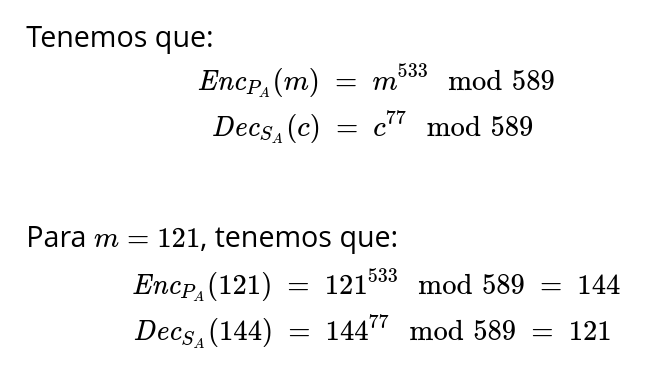 Tenemos que:
Enc_{P_A}(m) = m^{533} mod 589
Dec_{S_A}(c) = c^{77} mod 589
Para m = 121, tenemos que:
Enc_{P_A}(121) = 121^{533} mod 589 = 144
Dec_{S_A}(144) = 144^{77} mod 589 = 121